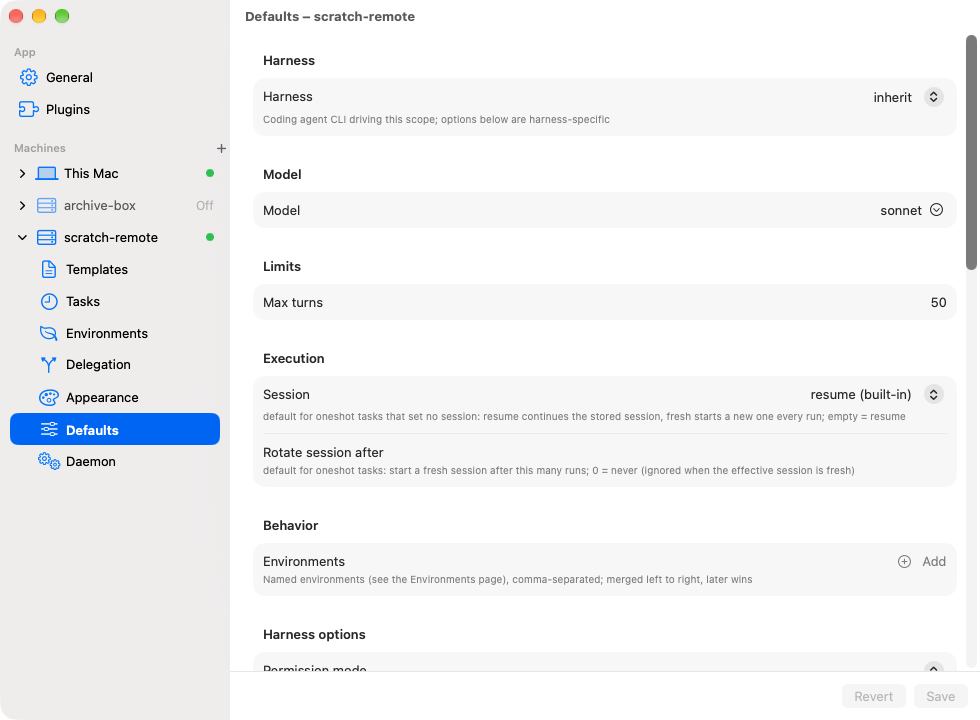 Defaults – scratch-remote
App
General
Plugins
Machines
This Mac
archive-box Off
scratch-remote
Templates
Tasks
Environments
Delegation
Appearance
Defaults
Daemon
Harness
Harness inherit
Coding agent CLI driving this scope; options below are harness-specific
Model
Model sonnet
Limits
Max turns 50
Execution
Session resume (built-in)
default for oneshot tasks that set no session: resume continues the stored session, fresh starts a new one every run; empty = resume
Rotate session after
default for oneshot tasks: start a fresh session after this many runs; 0 = never (ignored when the effective session is fresh)
Behavior
Environments Add
Named environments (see the Environments page), comma-separated; merged left to right, later wins
Harness options
Permission mode
Revert Save